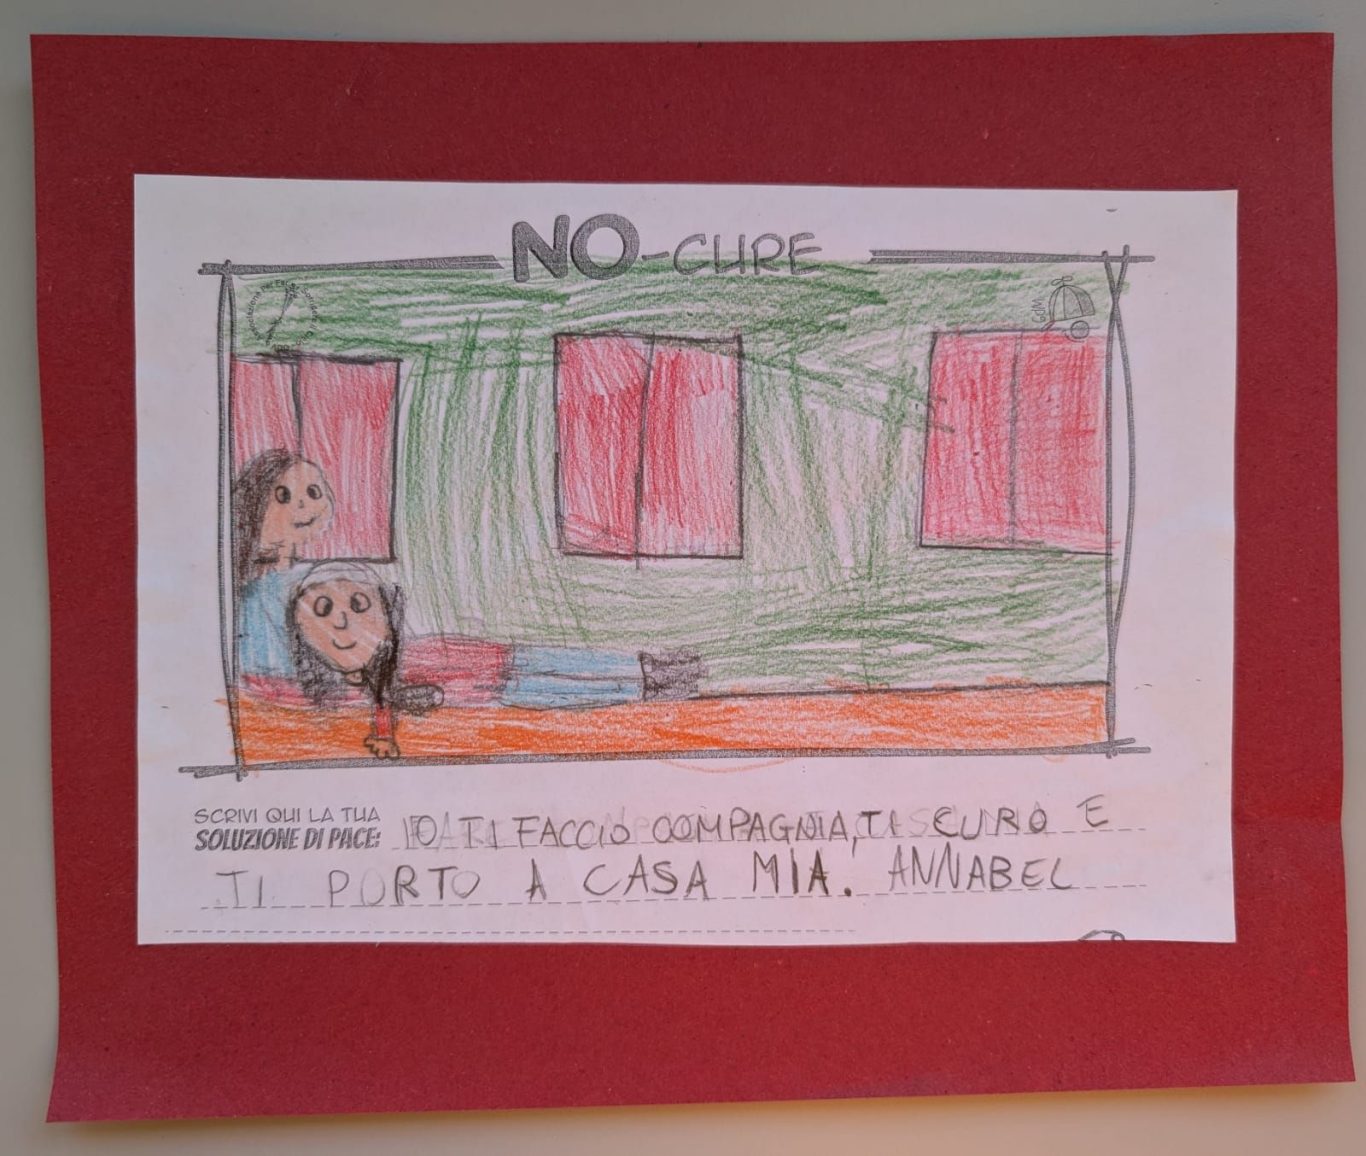 NO-CURE
GdM
SCRIVI QUI LA TUA
SOLUZIONE DI PACE: IO TI FACCIO COMPAGNIA, TI CURO E
TI PORTO A CASA MIA. ANNABEL